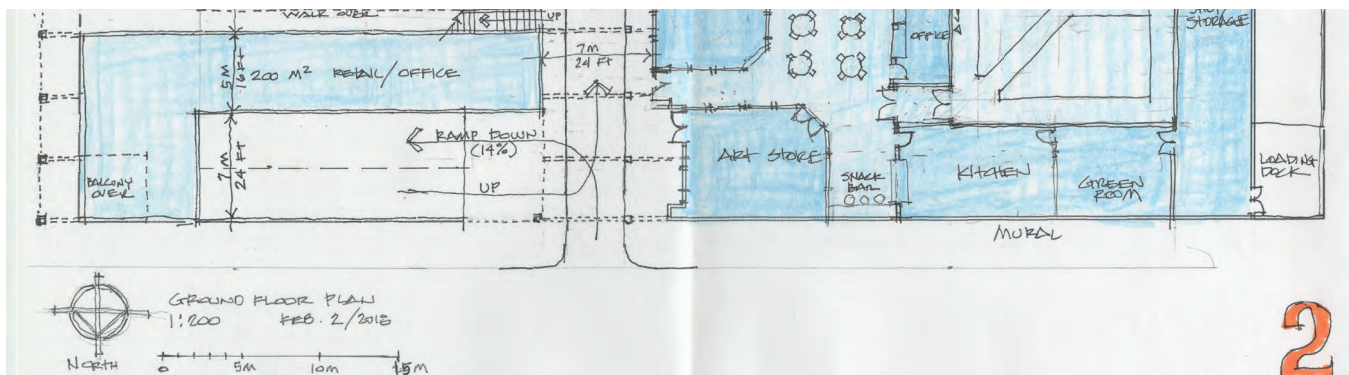 WALK OVER
UP
5M
16FT
200 M² RETAIL/OFFICE
7M
24 FT
OFFICE
STORAGE
RAMP DOWN
(14%)
UP
7M
24 FT
BALCONY
OVER
ART STORE
SNACK
BAR
KITCHEN
GREEN
ROOM
LOADING
DOCK
MURAL
GROUND FLOOR PLAN
1:200 FEB. 2/2018
NORTH
0 5M 10M 15M
2